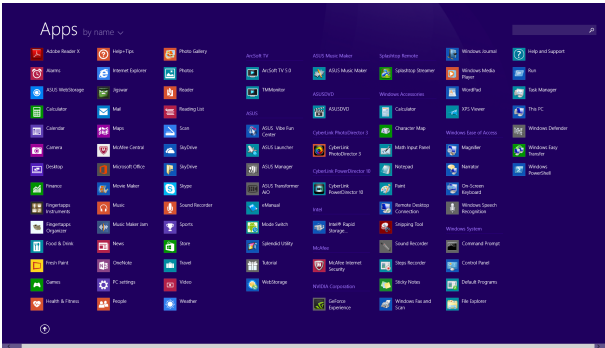 Apps by name
Adobe Reader X
Alarms
ASUS WebStorage
Calculator
Calendar
Camera
Desktop
Finance
Fingertapps
Instruments
Fingertapps
Organizer
Food & Drink
Fresh Paint
Games
Health & Fitness
Help+Tips
Internet Explorer
Jigswar
Mail
Maps
McAfee Central
Microsoft Office
Movie Maker
Music
Music Maker Jam
News
OneNote
PC settings
People
Photo Gallery
Photos
Reader
Reading List
Scan
SkyDrive
SkyDrive
Skype
Sound Recorder
Sports
Store
Travel
Video
Weather
ArcSoft TV
ArcSoft TV 5.0
TMMonitor
ASUS
ASUS Vibe Fun
Center
ASUS Launcher
ASUS Manager
ASUS Transformer
AiO
eManual
Mode Switch
Splendid Utility
Tutorial
WebStorage
ASUS Music Maker
ASUS Music Maker
ASUSDVD
ASUSDVD
CyberLink PhotoDirector 3
CyberLink
PhotoDirector 3
CyberLink PowerDirector 10
CyberLink
PowerDirector 10
Intel
Intel® Rapid
Storage...
McAfee
McAfee Internet
Security
NVIDIA Corporation
GeForce
Experience
Splashtop Remote
Splashtop Streamer
Windows Accessories
Calculator
Character Map
Math Input Panel
Notepad
Paint
Remote Desktop
Connection
Snipping Tool
Sound Recorder
Steps Recorder
Sticky Notes
Windows Fax and
Scan
Windows Journal
Windows Media
Player
WordPad
XPS Viewer
Windows Ease of Access
Magnifier
Narrator
On-Screen
Keyboard
Windows Speech
Recognition
Windows System
Command Prompt
Control Panel
Default Programs
File Explorer
Help and Support
Run
Task Manager
This PC
Windows Defender
Windows Easy
Transfer
Windows
PowerShell